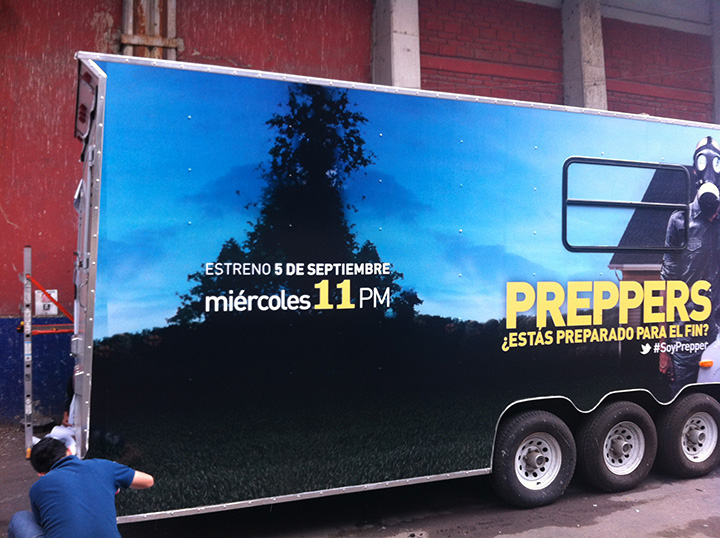 ESTRENO 5 DE SEPTIEMBRE
miércoles 11 PM
PREPPERS
¿ESTÁS PREPARADO PARA EL FIN?
#SoyPrepper